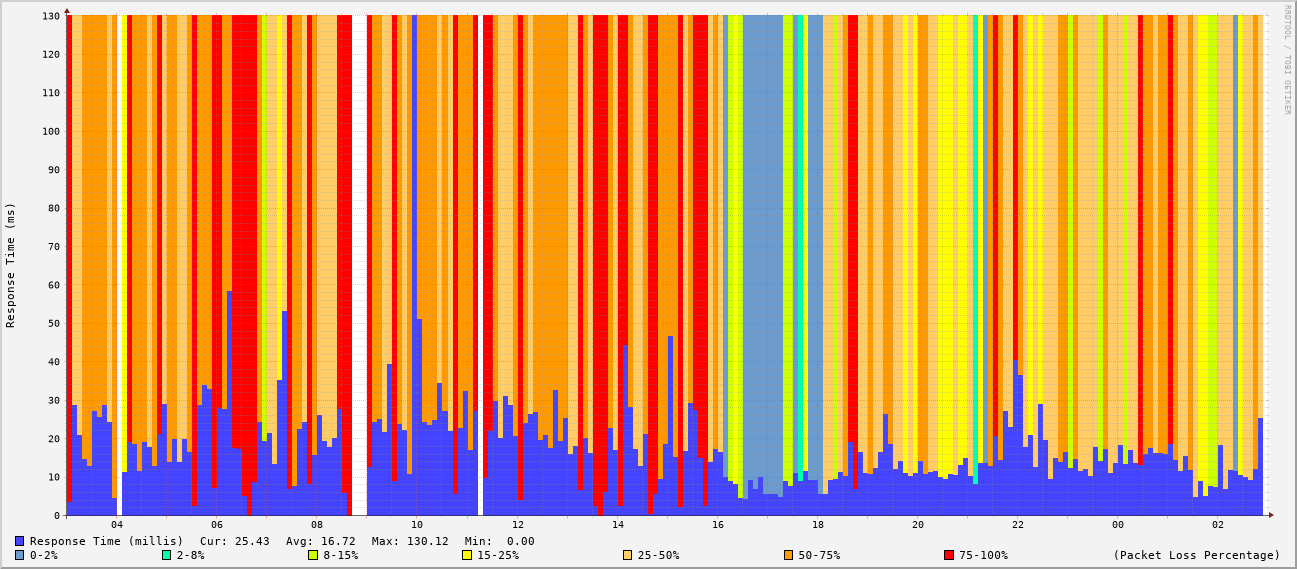 RRDTOOL / TOBI OETIKER
Response Time (ms)
130
120
110
100
90
80
70
60
50
40
30
20
10
0
04 06 08 10 12 14 16 18 20 22 00 02
Response Time (millis) Cur: 25.43 Avg: 16.72 Max: 130.12 Min: 0.00
0-2% 2-8% 8-15% 15-25% 25-50% 50-75% 75-100% (Packet Loss Percentage)